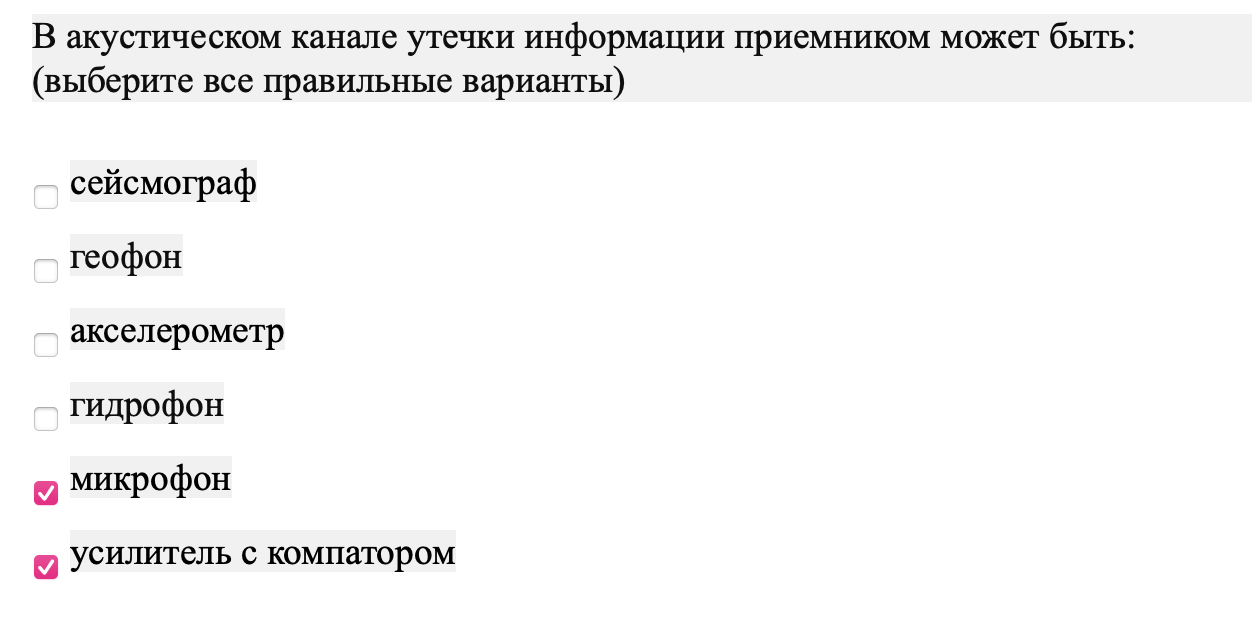 В акустическом канале утечки информации приемником может быть:
(выберите все правильные варианты)
сейсмограф
геофон
акселерометр
гидрофон
микрофон
усилитель с компатором